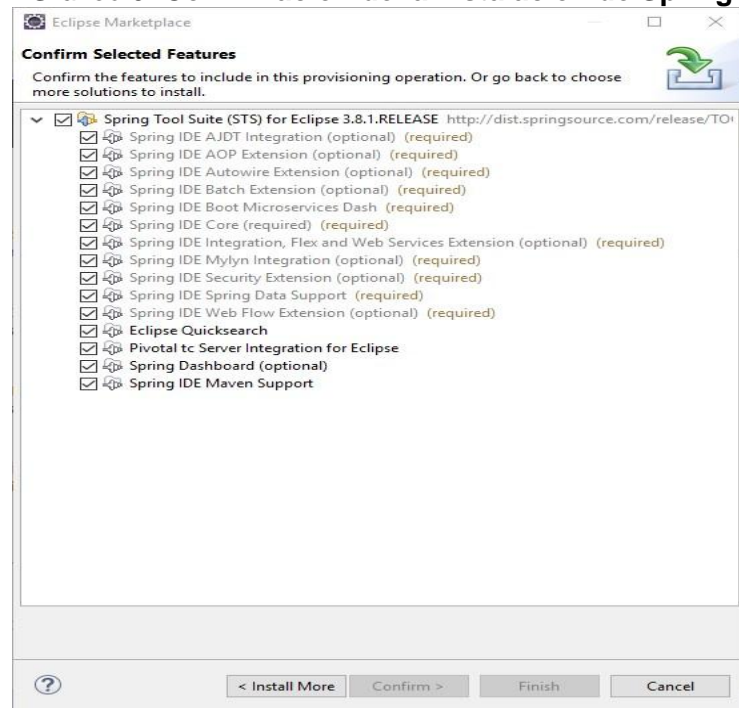 Eclipse Marketplace
Confirm Selected Features
Confirm the features to include in this provisioning operation. Or go back to choose
more solutions to install.
Spring Tool Suite (STS) for Eclipse 3.8.1.RELEASE http://dist.springsource.com/release/TO
Spring IDE AJDT Integration (optional) (required)
Spring IDE AOP Extension (optional) (required)
Spring IDE Autowire Extension (optional) (required)
Spring IDE Batch Extension (optional) (required)
Spring IDE Boot Microservices Dash (required)
Spring IDE Core (required) (required)
Spring IDE Integration, Flex and Web Services Extension (optional) (required)
Spring IDE Mylyn Integration (optional) (required)
Spring IDE Security Extension (optional) (required)
Spring IDE Spring Data Support (required)
Spring IDE Web Flow Extension (optional) (required)
Eclipse Quicksearch
Pivotal tc Server Integration for Eclipse
Spring Dashboard (optional)
Spring IDE Maven Support
? < Install More Confirm > Finish Cancel